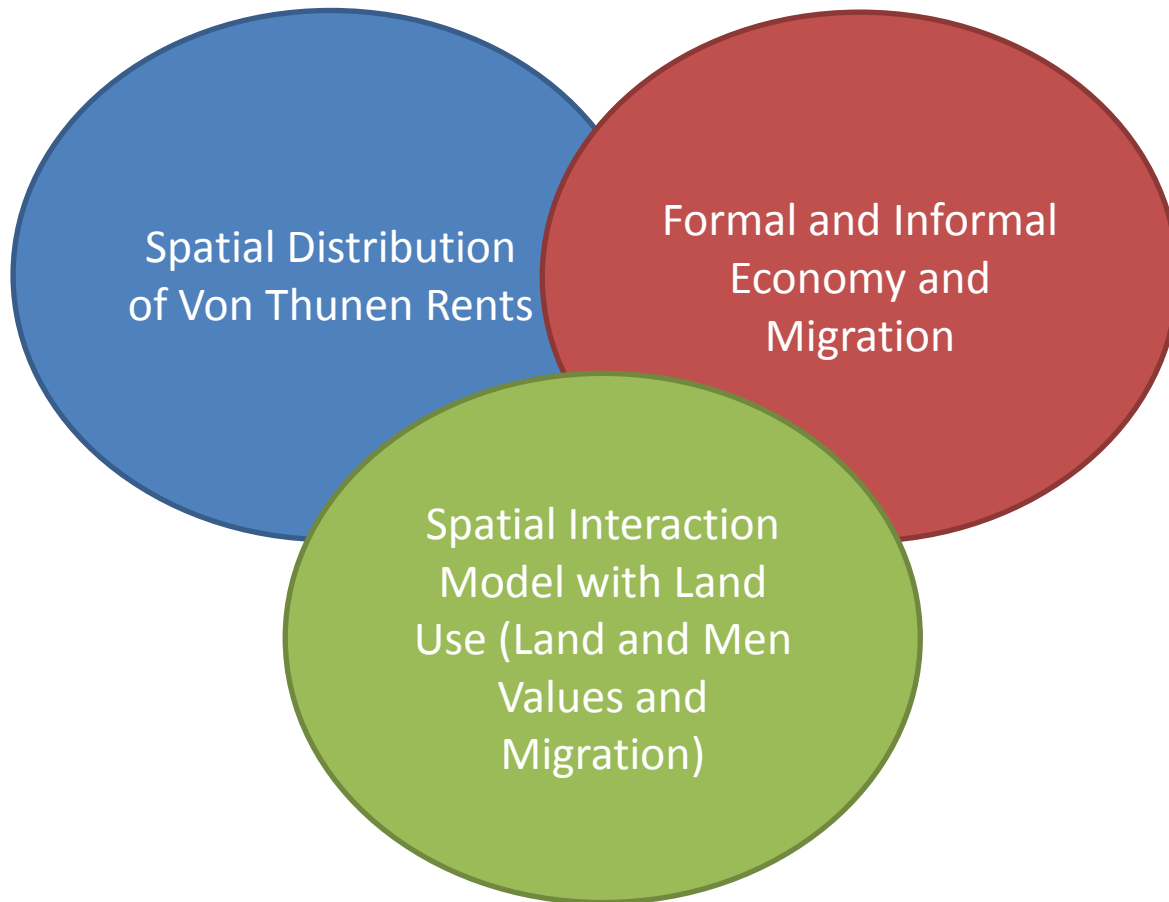 Spatial Distribution
of Von Thunen Rents
Formal and Informal
Economy and
Migration
Spatial Interaction
Model with Land
Use (Land and Men
Values and
Migration)